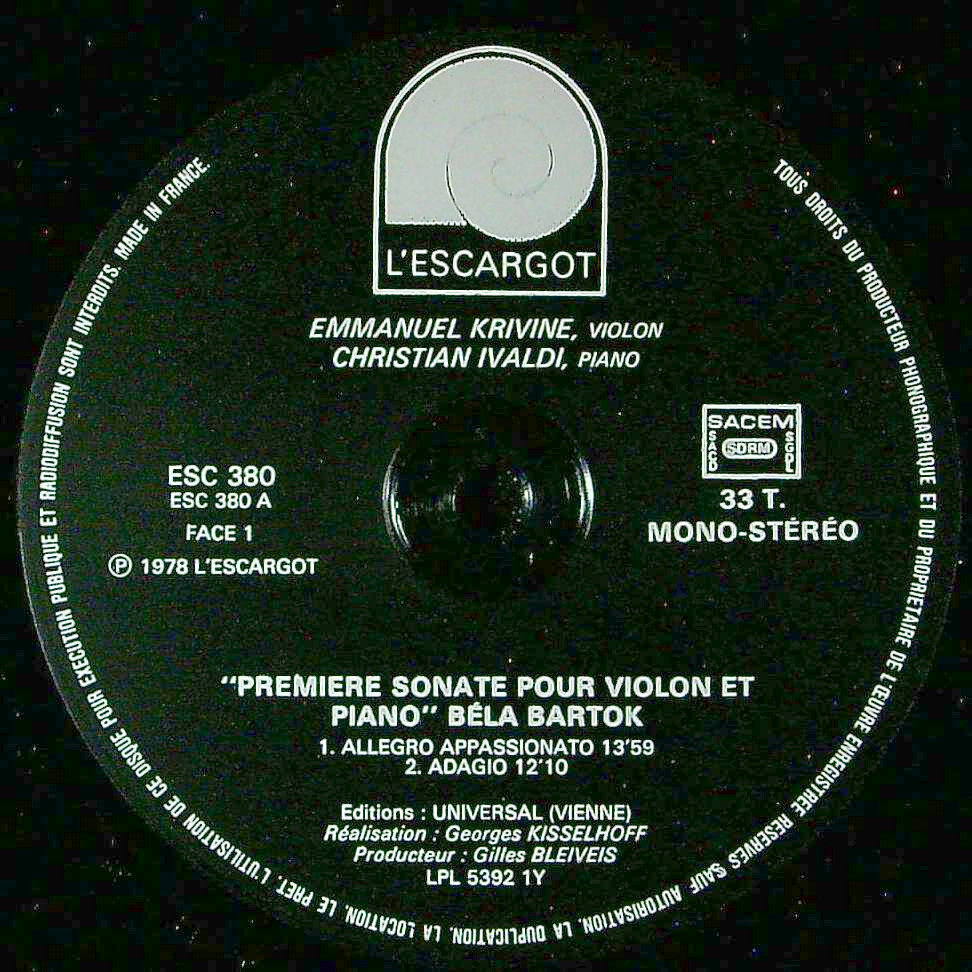 L'ESCARGOT
EMMANUEL KRIVINE, VIOLON
CHRISTIAN IVALDI, PIANO
ESC 380
ESC 380 A
FACE 1
℗ 1978 L'ESCARGOT
SACEM
SACD
SDRM
SGDL
33 T.
MONO-STÉRÉO
"PREMIERE SONATE POUR VIOLON ET
PIANO" BÉLA BARTOK
1. ALLEGRO APPASSIONATO 13'59
2. ADAGIO 12'10
Editions : UNIVERSAL (VIENNE)
Réalisation : Georges KISSELHOFF
Producteur : Gilles BLEIVEIS
LPL 5392 1Y
TOUS DROITS DU PRODUCTEUR PHONOGRAPHIQUE ET DU PROPRIETAIRE DE L'ŒUVRE ENREGISTREE RESERVES SAUF AUTORISATION, LA DUPLICATION, LA LOCATION, LE PRET, L'UTILISATION DE CE DISQUE POUR EXECUTION PUBLIQUE ET RADIODIFFUSION SONT INTERDITS. MADE IN FRANCE.